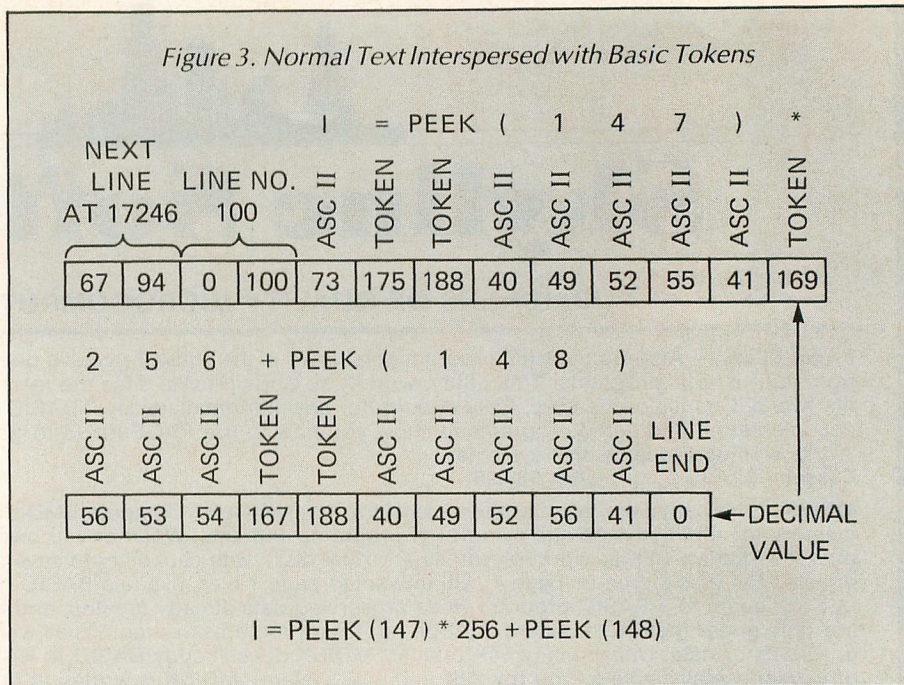 Figure 3. Normal Text Interspersed with Basic Tokens
I = PEEK ( 1 4 7 ) *
NEXT
LINE
AT 17246
LINE NO.
100
ASC II TOKEN TOKEN ASC II ASC II ASC II ASC II ASC II TOKEN
67 94 0 100 73 175 188 40 49 52 55 41 169
2 5 6 + PEEK ( 1 4 8 )
ASC II ASC II ASC II TOKEN TOKEN ASC II ASC II ASC II ASC II ASC II
LINE
END
56 53 54 167 188 40 49 52 56 41 0
DECIMAL
VALUE
I = PEEK (147) * 256 + PEEK (148)